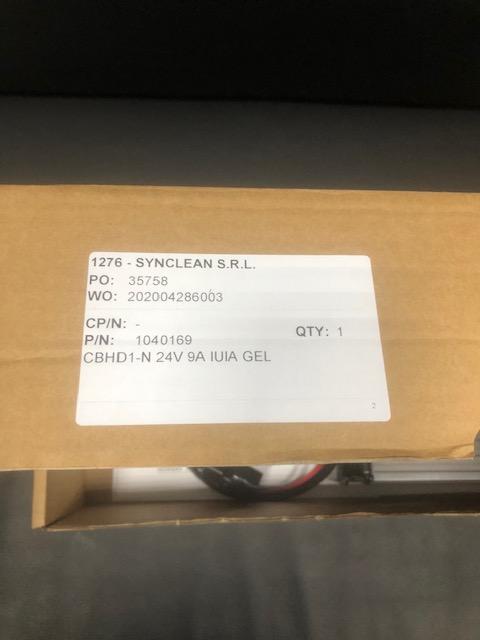 1276 - SYNCLEAN S.R.L.
PO: 35758
WO: 202004286003
CP/N: -
QTY: 1
P/N: 1040169
CBHD1-N 24V 9A IUIA GEL
2